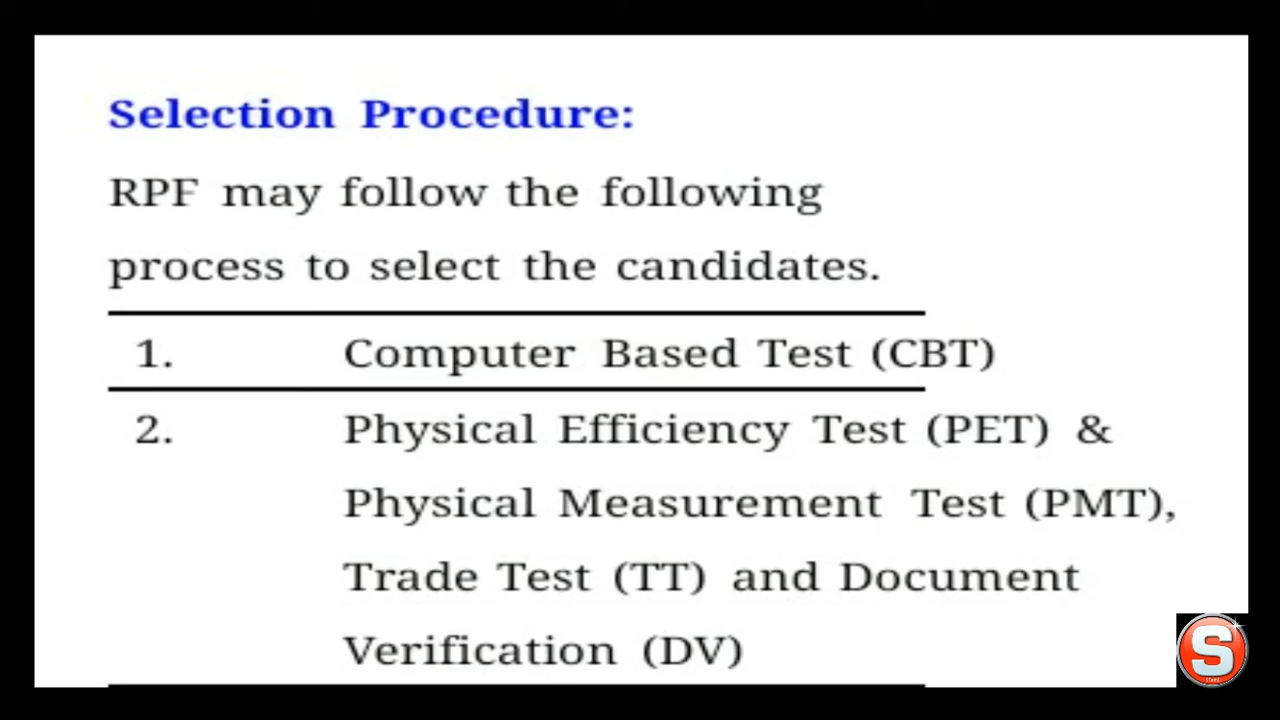 Selection Procedure:
RPF may follow the following
process to select the candidates.
1. Computer Based Test (CBT)
2. Physical Efficiency Test (PET) &
Physical Measurement Test (PMT),
Trade Test (TT) and Document
Verification (DV)
S